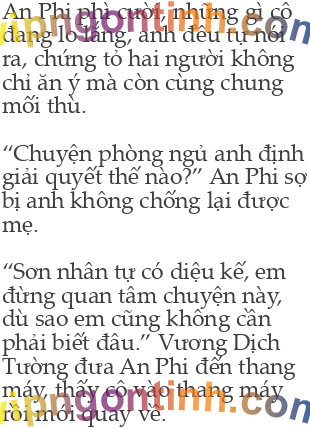 An Phi phì cười, những gì cô
đang lo lắng, anh đều tự nói
ra, chứng tỏ hai người không
chỉ ăn ý mà còn cùng chung
mối thù.
“Chuyện phòng ngủ anh định
giải quyết thế nào?” An Phi sợ
bị anh không chống lại được
mẹ.
“Sơn nhân tự có diệu kế, em
đừng quan tâm chuyện này,
dù sao em cũng không cần
phải biết đâu.” Vương Dịch
Tường đưa An Phi đến thang
máy, thấy cô vào thang máy
rồi mới quay về.